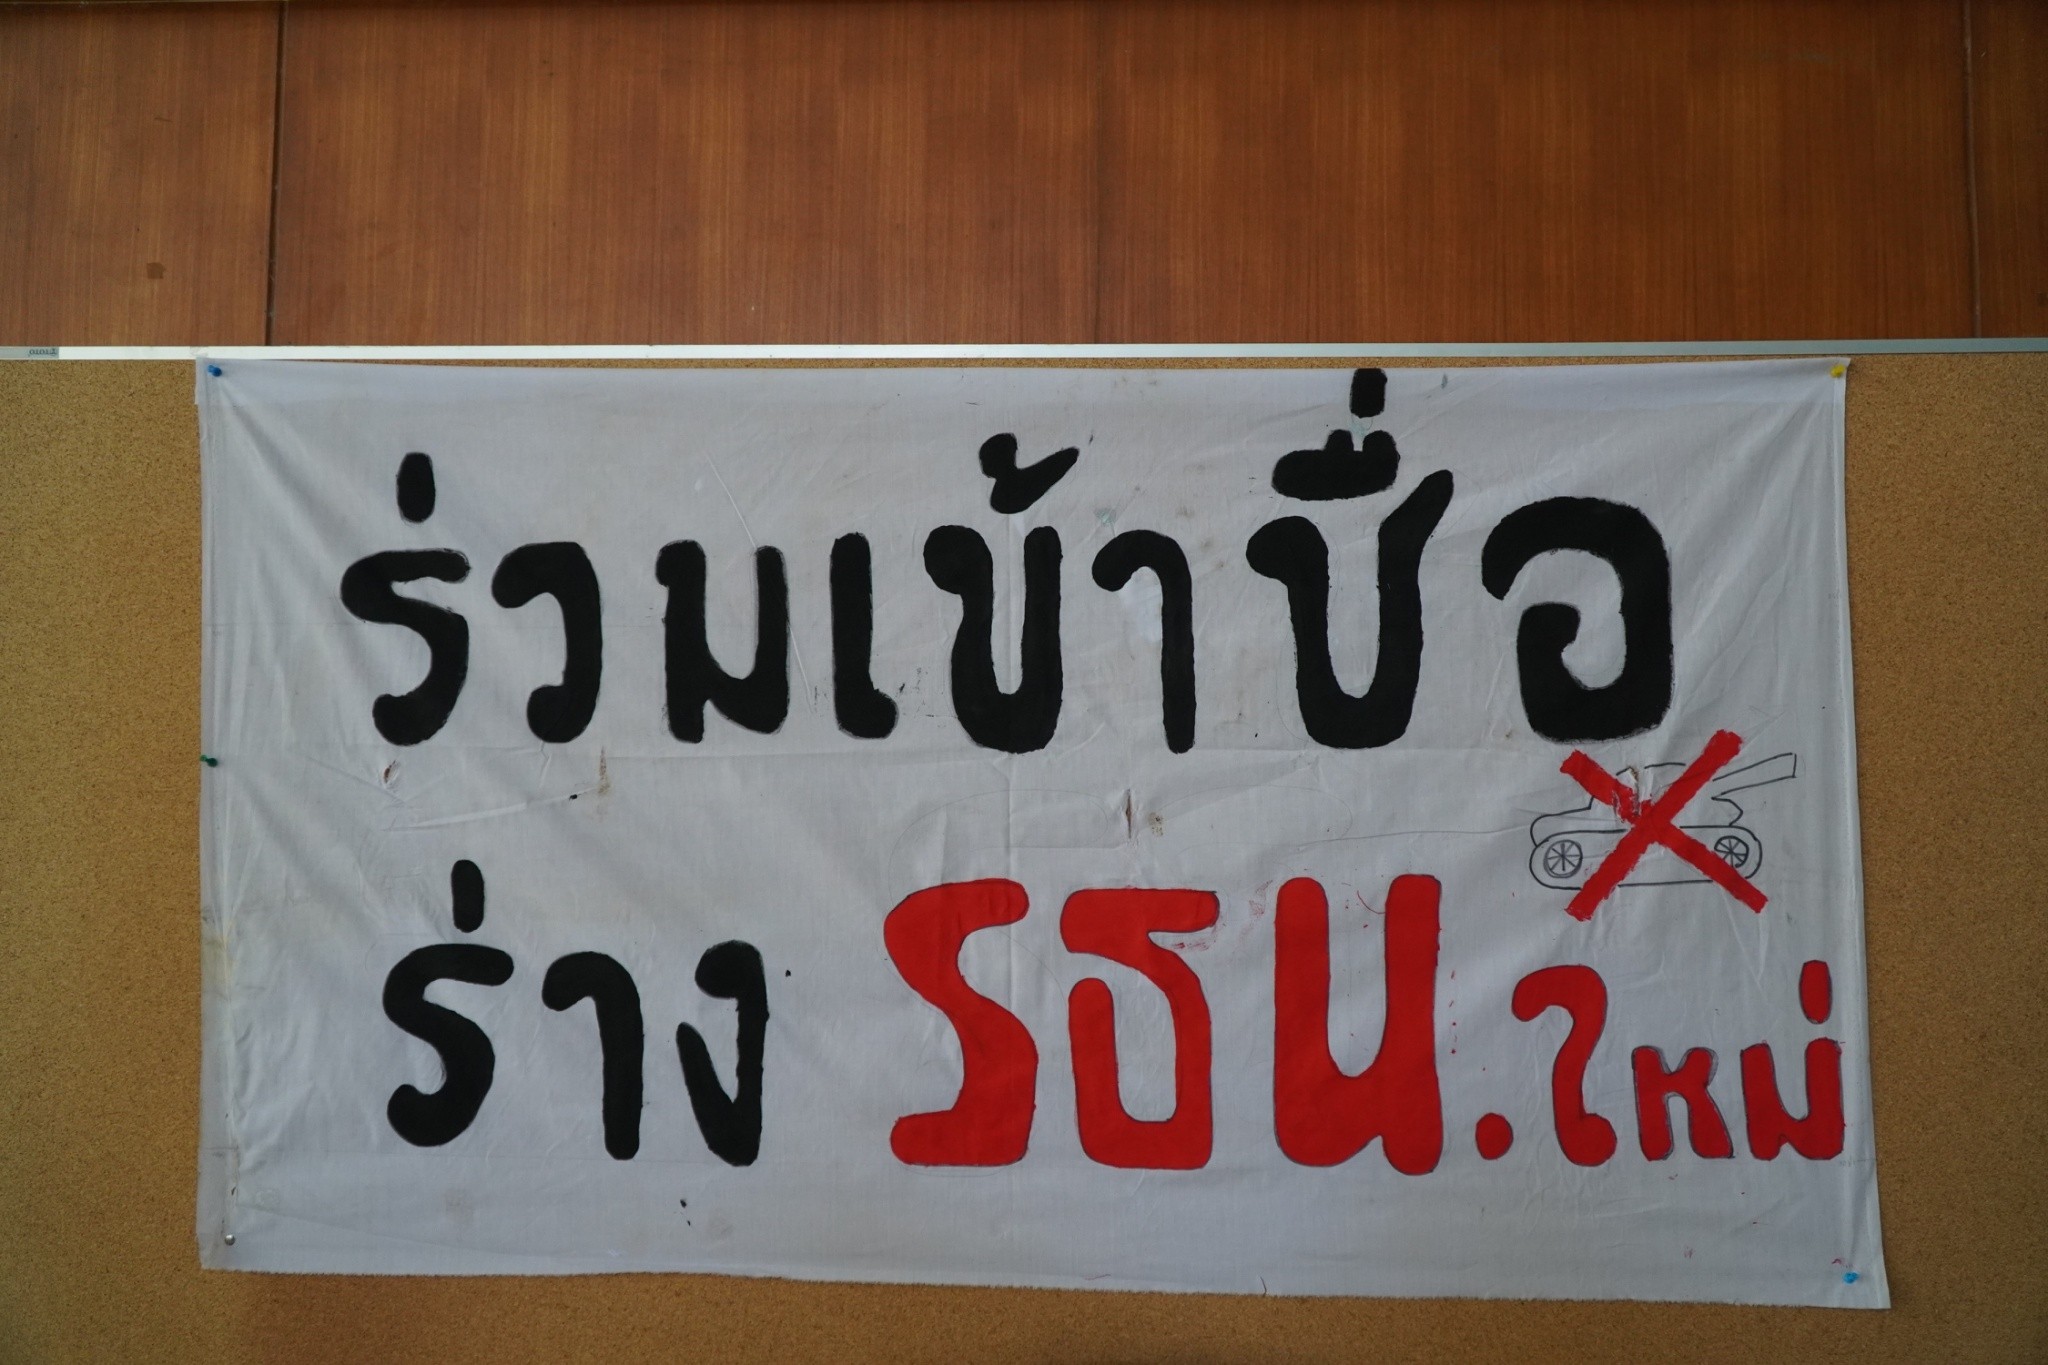 ร่วมเข้าชื่อ
ร่าง รธน.ใหม่